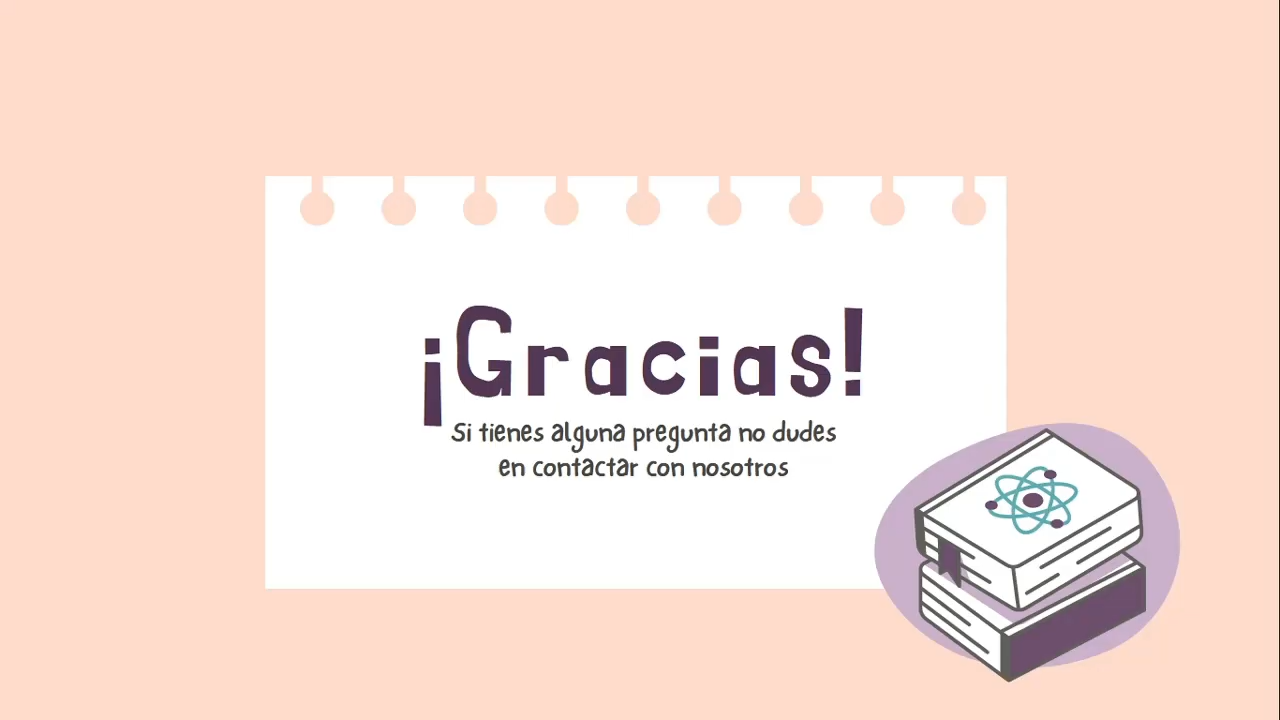 ¡Gracias!
Si tienes alguna pregunta no dudes
en contactar con nosotros